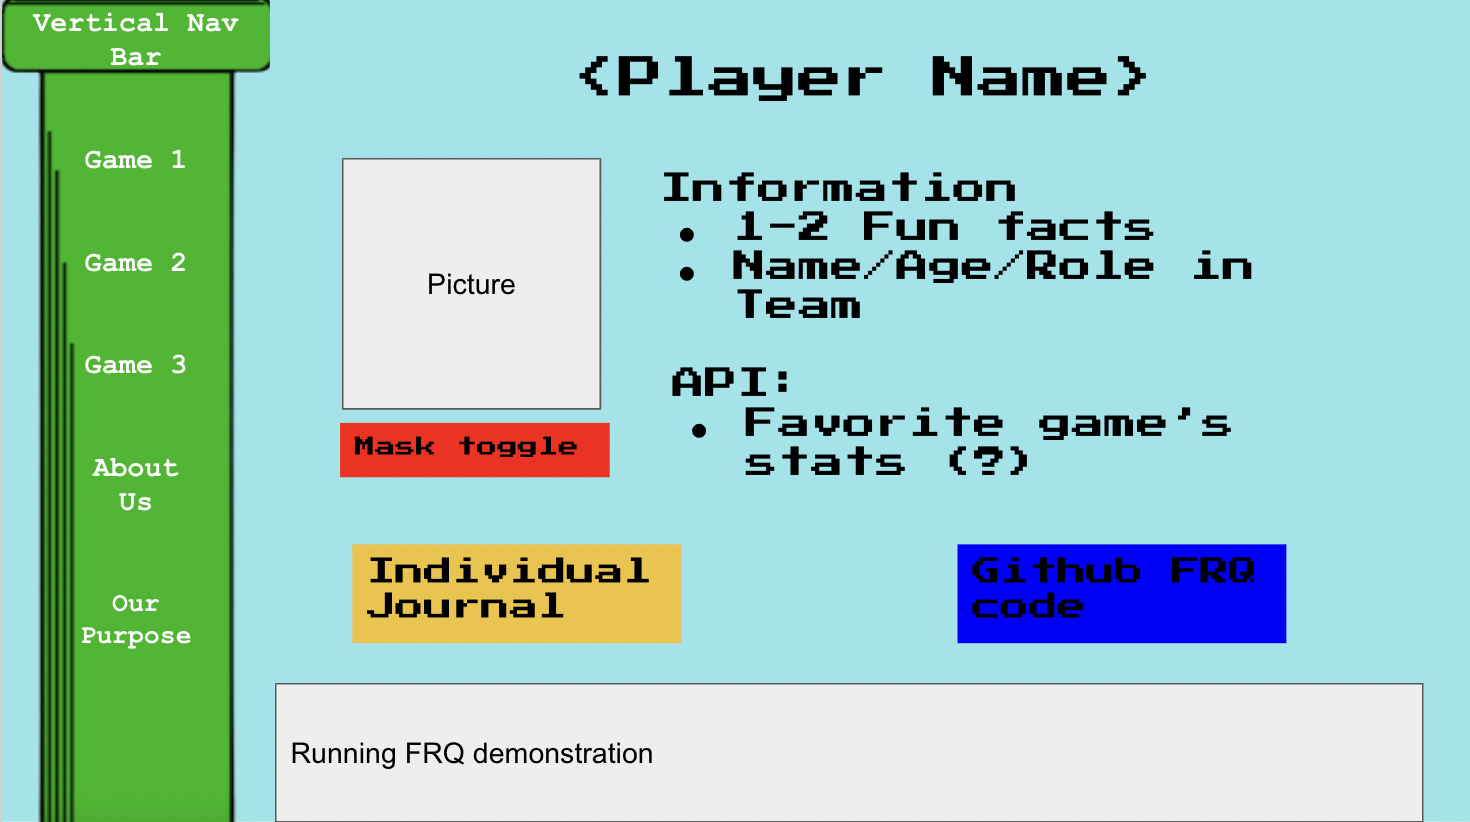 Vertical Nav
Bar
Game 1
Game 2
Game 3
About
Us
Our
Purpose
<Player Name>
Picture
Mask toggle
Information
● 1-2 Fun facts
● Name/Age/Role in
Team
API:
● Favorite game's
stats (?)
Individual
Journal
Github FRQ
code
Running FRQ demonstration